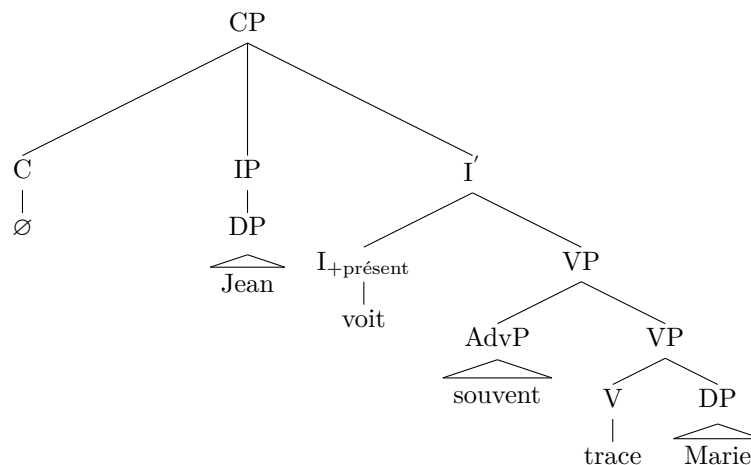 CP
C IP I′
∅ DP I+présent VP
Jean voit AdvP VP
souvent V DP
trace Marie